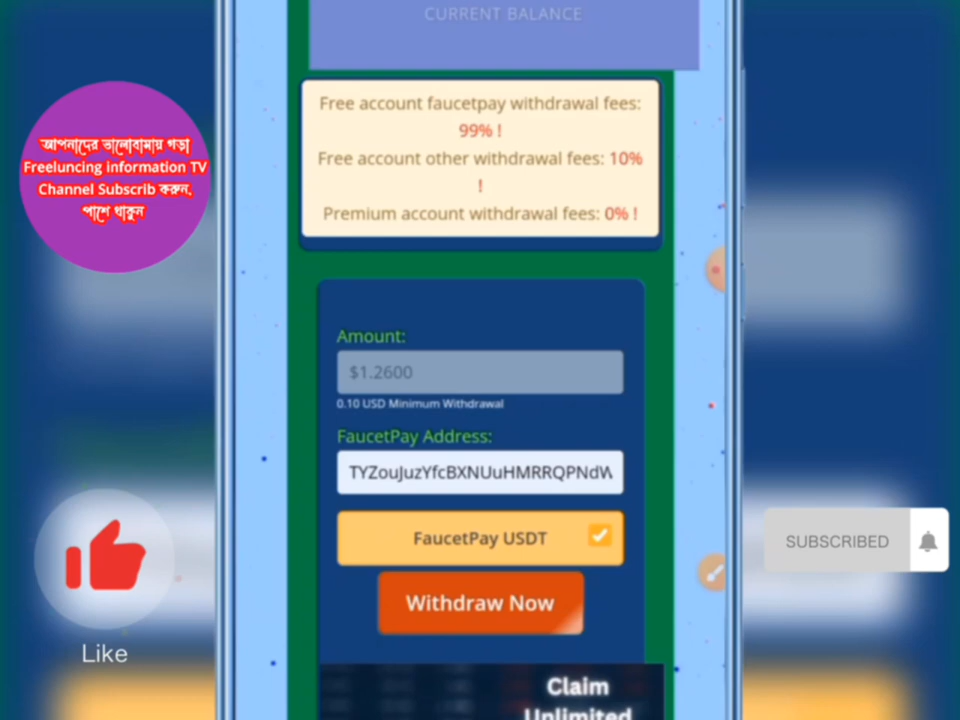 CURRENT BALANCE
Free account faucetpay withdrawal fees:
99% !
Free account other withdrawal fees: 10%
!
Premium account withdrawal fees: 0% !
আপনাদের ভালোবাসায় গড়া
Freeluncing information TV
Channel Subscrib করুন,
পাশে থাকুন
Amount:
$1.2600
0.10 USD Minimum Withdrawal
FaucetPay Address:
TYZouJuzYfcBXNUuHMRRQPNdW
FaucetPay USDT
Withdraw Now
SUBSCRIBED
Like
Claim
Unlimited